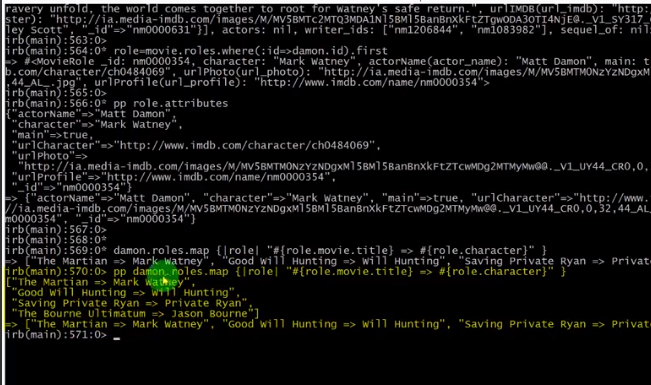 ravery unfold, the world comes together to root for Watney's safe return.", urlIMDB(url_imdb): "http:
ster): "http://ia.media-imdb.com/images/M/MV5BMTc2MTQ3MDA1Nl5BMl5BanBnXkFtZTgwODA3OTI4NjE@._V1_SY317_
ley Scott", "_id"=>"nm0000631"}], actors: nil, writer_ids: ["nm1206844", "nm1083982"], sequel_of: nil
irb(main):563:0>
irb(main):564:0* role=movie.roles.where(:id=>damon.id).first
=> #<MovieRole _id: nm0000354, character: "Mark Watney", actorName(actor_name): "Matt Damon", main: t
b.com/character/ch0484069", urlPhoto(url_photo): "http://ia.media-imdb.com/images/M/MV5BMTM0NzYzNDgxM
,44_AL_.jpg", urlProfile(url_profile): "http://www.imdb.com/name/nm0000354">
irb(main):565:0>
irb(main):566:0* pp role.attributes
{"actorName"=>"Matt Damon",
"character"=>"Mark Watney",
"main"=>true,
"urlCharacter"=>"http://www.imdb.com/character/ch0484069",
"urlPhoto"=>
"http://ia.media-imdb.com/images/M/MV5BMTM0NzYzNDgxMl5BMl5BanBnXkFtZTcwMDg2MTMyMw@@._V1_UY44_CR0,0,
"urlProfile"=>"http://www.imdb.com/name/nm0000354",
"_id"=>"nm0000354"}
=> {"actorName"=>"Matt Damon", "character"=>"Mark Watney", "main"=>true, "urlCharacter"=>"http://www.
//ia.media-imdb.com/images/M/MV5BMTM0NzYzNDgxMl5BMl5BanBnXkFtZTcwMDg2MTMyMw@@._V1_UY44_CR0,0,32,44_AL_
m0000354", "_id"=>"nm0000354"}
irb(main):567:0>
irb(main):568:0*
irb(main):569:0* damon.roles.map {|role| "#{role.movie.title} => #{role.character}" }
=> ["The Martian => Mark Watney", "Good Will Hunting => Will Hunting", "Saving Private Ryan => Privat
irb(main):570:0> pp damon.roles.map {|role| "#{role.movie.title} => #{role.character}" }
["The Martian => Mark Watney",
"Good Will Hunting => Will Hunting",
"Saving Private Ryan => Private Ryan",
"The Bourne Ultimatum => Jason Bourne"]
=> ["The Martian => Mark Watney", "Good Will Hunting => Will Hunting", "Saving Private Ryan => Privat
irb(main):571:0> _